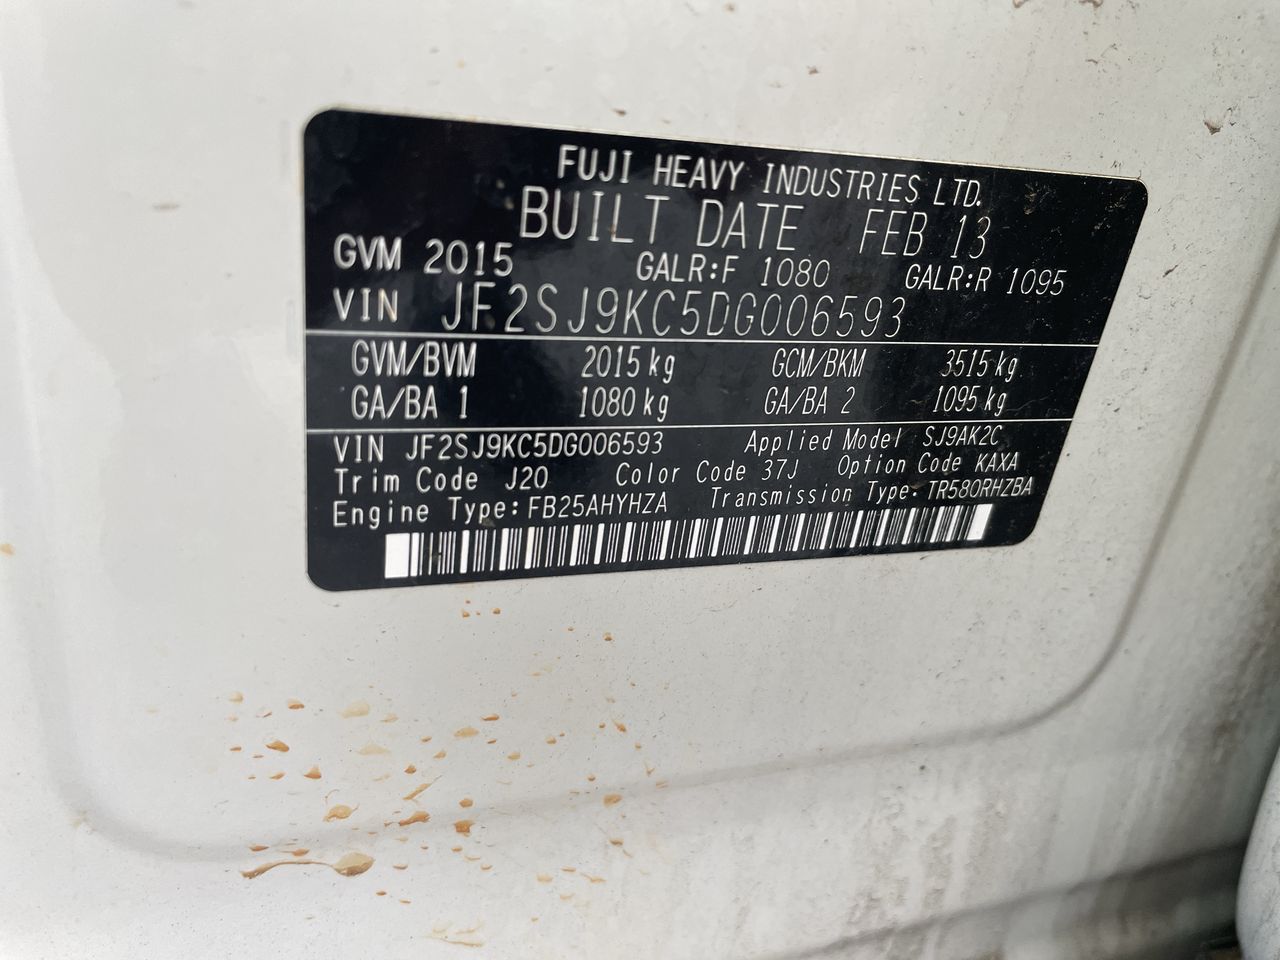 FUJI HEAVY INDUSTRIES LTD.
BUILT DATE FEB 13
GVM 2015 GALR:F 1080 GALR:R 1095
VIN JF2SJ9KC5DG006593
GVM/BVM 2015 kg GCM/BKM 3515 kg
GA/BA 1 1080 kg GA/BA 2 1095 kg
VIN JF2SJ9KC5DG006593 Applied Model SJ9AK2C
Trim Code J20 Color Code 37J Option Code KAXA
Engine Type: FB25AHYHZA Transmission Type: TR580RHZBA